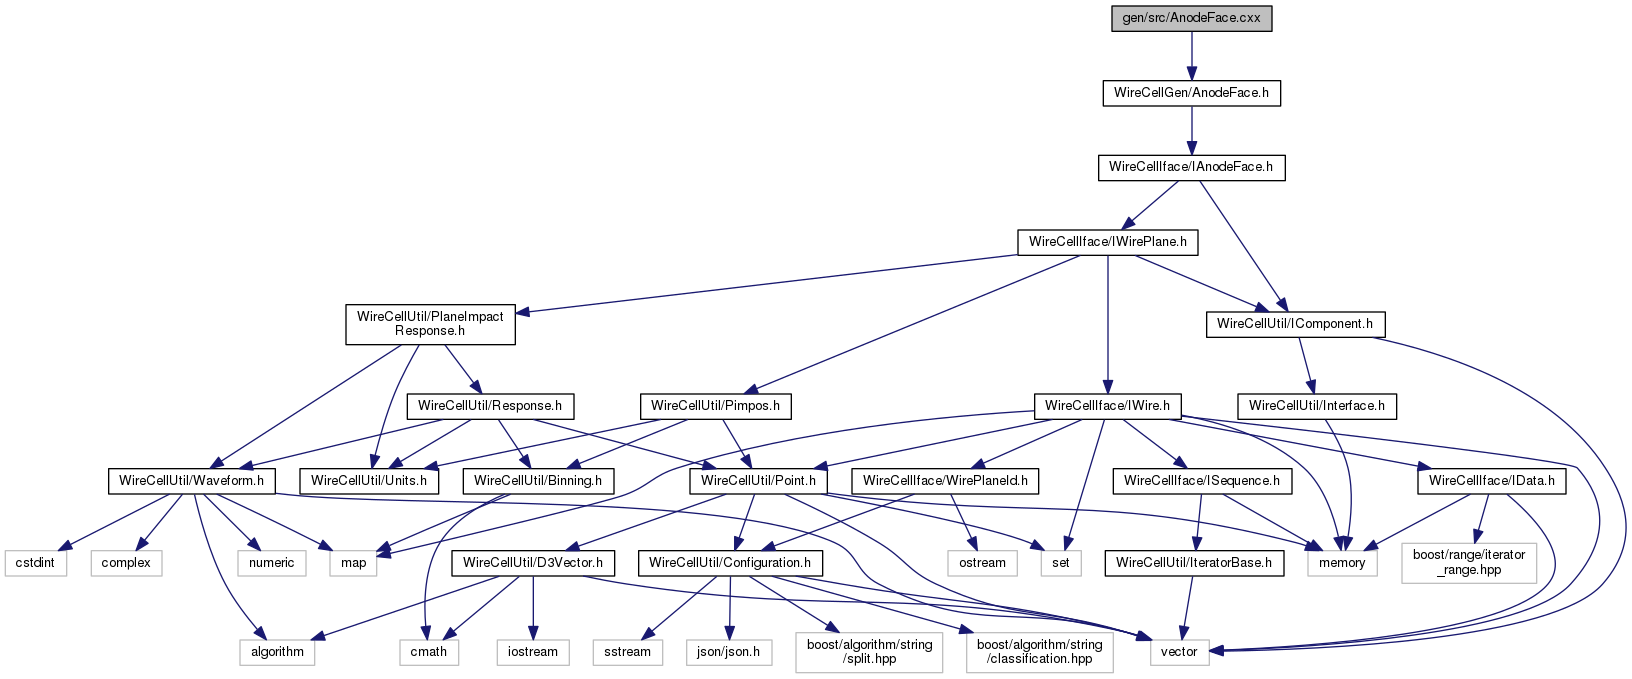 gen/src/AnodeFace.cxx
WireCellGen/AnodeFace.h
WireCellIface/IAnodeFace.h
WireCellIface/IWirePlane.h
WireCellUtil/PlaneImpact
Response.h
WireCellUtil/IComponent.h
WireCellUtil/Response.h
WireCellUtil/Pimpos.h
WireCellIface/IWire.h
WireCellUtil/Interface.h
WireCellUtil/Waveform.h
WireCellUtil/Units.h
WireCellUtil/Binning.h
WireCellUtil/Point.h
WireCellIface/WirePlaneId.h
WireCellIface/ISequence.h
WireCellIface/IData.h
cstdint
complex
numeric
map
WireCellUtil/D3Vector.h
WireCellUtil/Configuration.h
ostream
set
WireCellUtil/IteratorBase.h
memory
boost/range/iterator
_range.hpp
algorithm
cmath
iostream
sstream
json/json.h
boost/algorithm/string
/split.hpp
boost/algorithm/string
/classification.hpp
vector